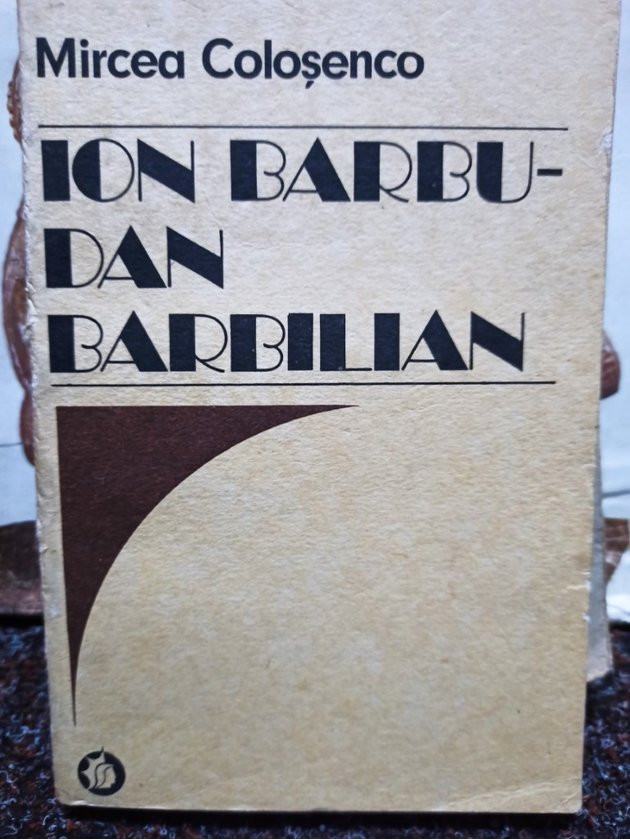 Mircea Coloșenco
ION BARBU-
DAN
BARBILIAN